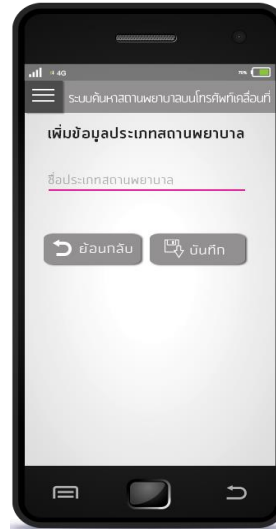 4G 70%
ระบบค้นหาสถานพยาบาลบนโทรศัพท์เคลื่อนที่
เพิ่มข้อมูลประเภทสถานพยาบาล
ชื่อประเภทสถานพยาบาล
ย้อนกลับ บันทึก